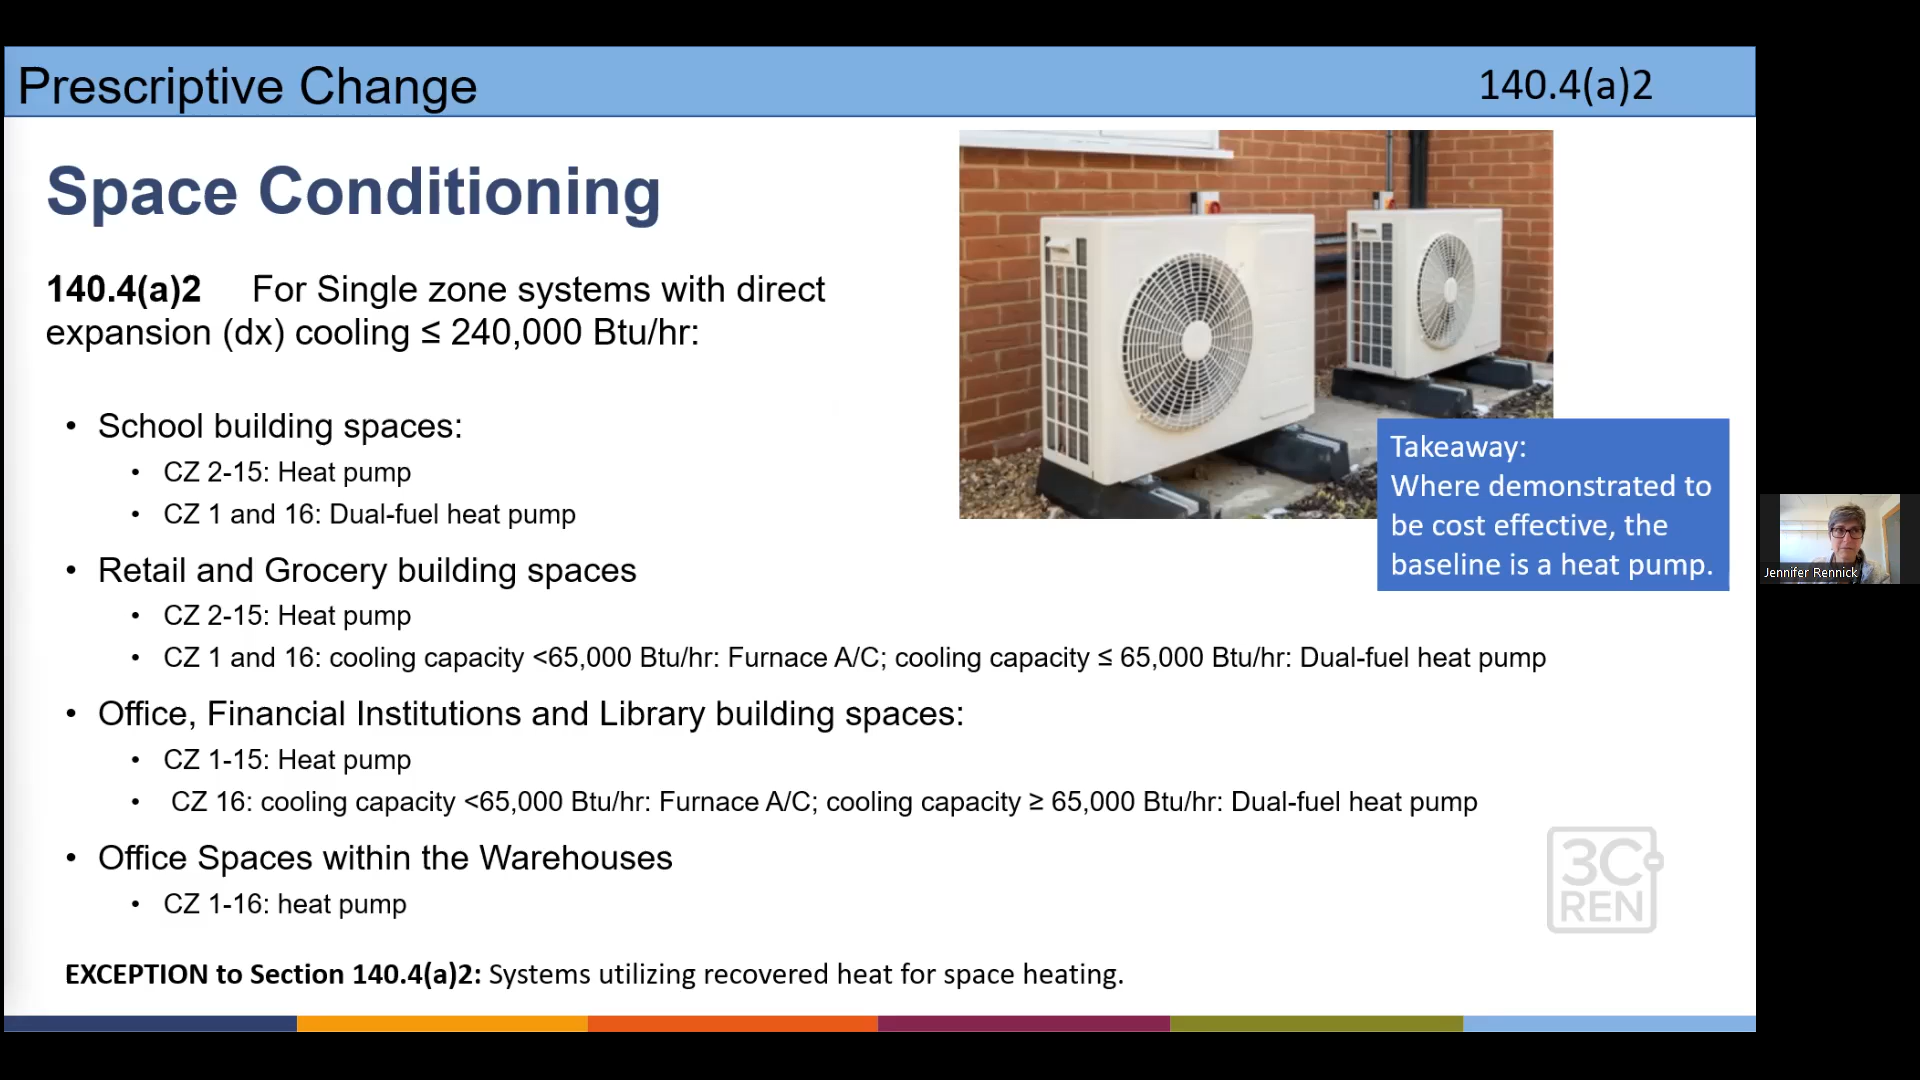 Prescriptive Change
140.4(a)2
Space Conditioning
140.4(a)2 For Single zone systems with direct
expansion (dx) cooling ≤ 240,000 Btu/hr:
• School building spaces:
• CZ 2-15: Heat pump
• CZ 1 and 16: Dual-fuel heat pump
• Retail and Grocery building spaces
• CZ 2-15: Heat pump
• CZ 1 and 16: cooling capacity <65,000 Btu/hr: Furnace A/C; cooling capacity ≤ 65,000 Btu/hr: Dual-fuel heat pump
• Office, Financial Institutions and Library building spaces:
• CZ 1-15: Heat pump
• CZ 16: cooling capacity <65,000 Btu/hr: Furnace A/C; cooling capacity ≥ 65,000 Btu/hr: Dual-fuel heat pump
• Office Spaces within the Warehouses
• CZ 1-16: heat pump
EXCEPTION to Section 140.4(a)2: Systems utilizing recovered heat for space heating.
Takeaway:
Where demonstrated to
be cost effective, the
baseline is a heat pump.
3C
REN
Jennifer Rennick